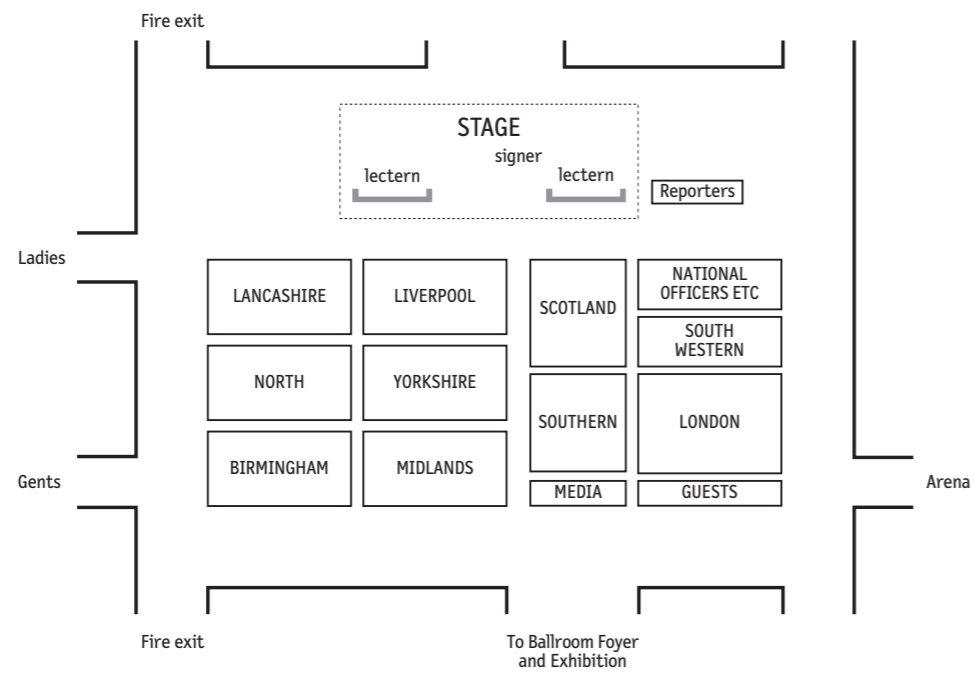 Fire exit
STAGE
signer
lectern
lectern
Reporters
Ladies
LANCASHIRE
LIVERPOOL
SCOTLAND
NATIONAL
OFFICERS ETC
SOUTH
WESTERN
NORTH
YORKSHIRE
SOUTHERN
LONDON
BIRMINGHAM
MIDLANDS
MEDIA
GUESTS
Gents
Arena
Fire exit
To Ballroom Foyer
and Exhibition